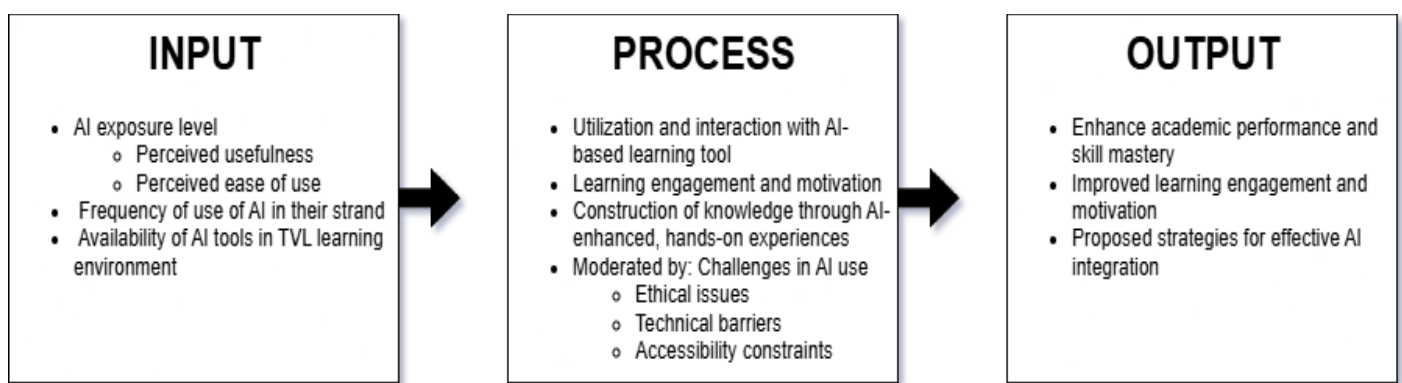 INPUT
• AI exposure level
o Perceived usefulness
o Perceived ease of use
• Frequency of use of AI in their strand
• Availability of AI tools in TVL learning
environment
PROCESS
• Utilization and interaction with AI-
based learning tool
• Learning engagement and motivation
• Construction of knowledge through AI-
enhanced, hands-on experiences
• Moderated by: Challenges in AI use
o Ethical issues
o Technical barriers
o Accessibility constraints
OUTPUT
• Enhance academic performance and
skill mastery
• Improved learning engagement and
motivation
• Proposed strategies for effective AI
integration